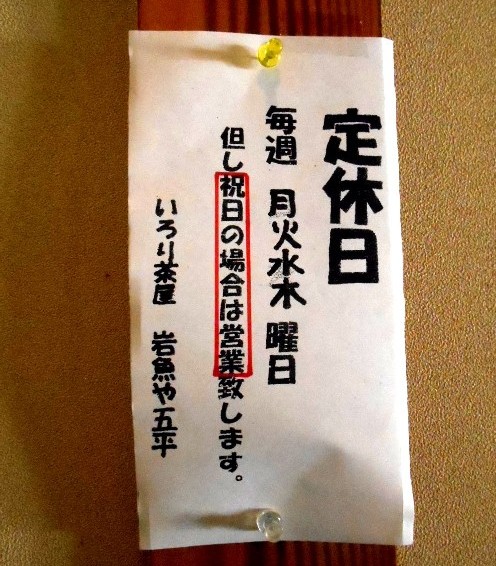 定休日
毎週 月火水木 曜日
但し祝日の場合は営業致します。
いろり茶屋 岩魚や五平